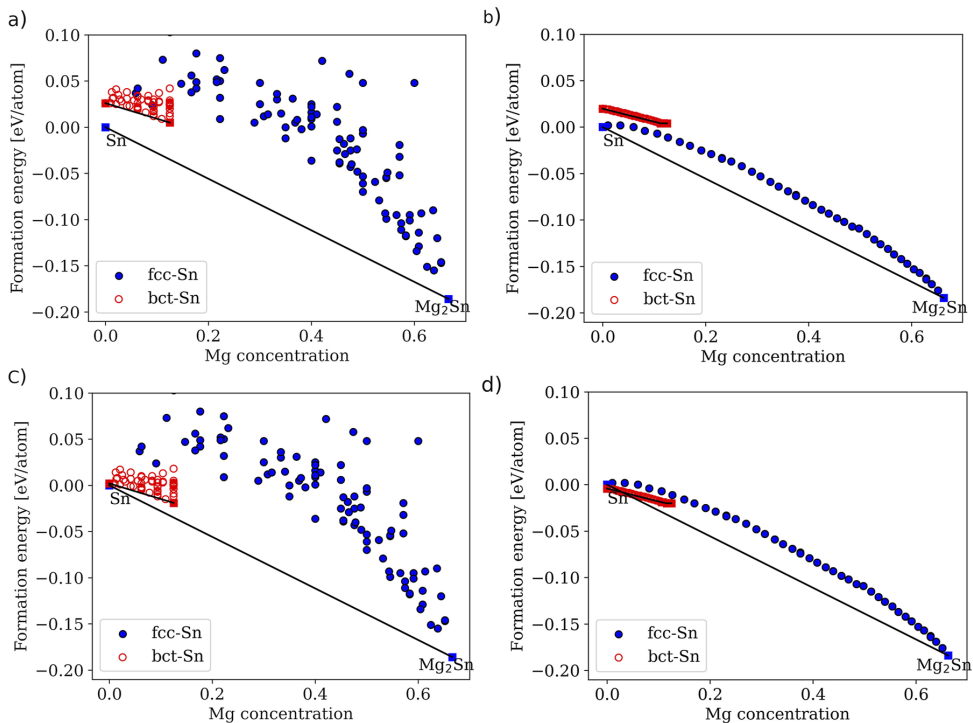 a)
0.10
0.05
0.00
−0.05
−0.10
−0.15
−0.20
Formation energy [eV/atom]
Sn
Mg₂Sn
fcc-Sn
bct-Sn
0.0 0.2 0.4 0.6
Mg concentration
b)
0.10
0.05
0.00
−0.05
−0.10
−0.15
−0.20
Formation energy [eV/atom]
Sn
Mg₂Sn
fcc-Sn
bct-Sn
0.0 0.2 0.4 0.6
Mg concentration
C)
0.10
0.05
0.00
−0.05
−0.10
−0.15
−0.20
Formation energy [eV/atom]
Sn
Mg₂Sn
fcc-Sn
bct-Sn
0.0 0.2 0.4 0.6
Mg concentration
d)
0.10
0.05
0.00
−0.05
−0.10
−0.15
−0.20
Formation energy [eV/atom]
Sn
Mg₂Sn
fcc-Sn
bct-Sn
0.0 0.2 0.4 0.6
Mg concentration